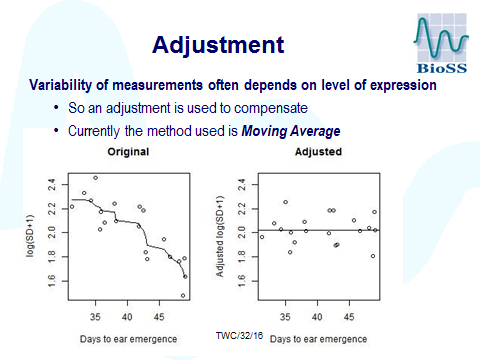 Adjustment
BioSS
Variability of measurements often depends on level of expression
• So an adjustment is used to compensate
• Currently the method used is Moving Average
Original
Adjusted
log(SD+1)
1.6 1.8 2.0 2.2 2.4
35 40 45
Days to ear emergence
Adjusted log(SD+1)
1.6 1.8 2.0 2.2 2.4
35 40 45
Days to ear emergence
TWC/32/16